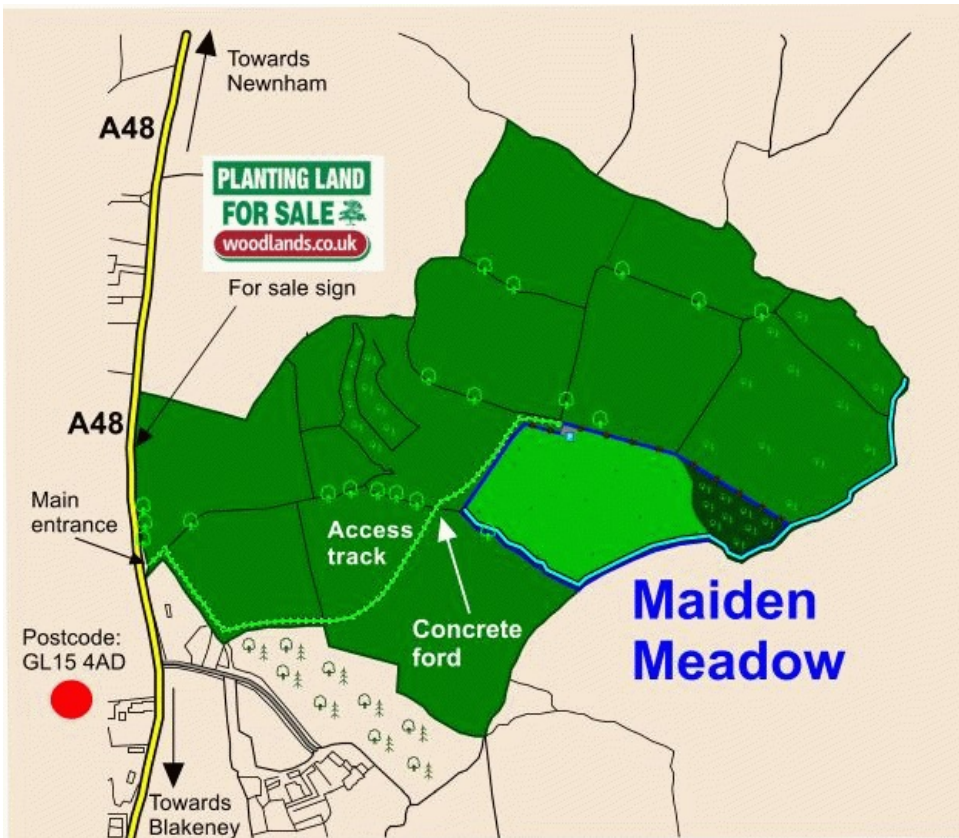 Towards
Newnham
A48
PLANTING LAND
FOR SALE
woodlands.co.uk
For sale sign
A48
Main
entrance
Access
track
Concrete
ford
Maiden
Meadow
Postcode:
GL15 4AD
Towards
Blakeney